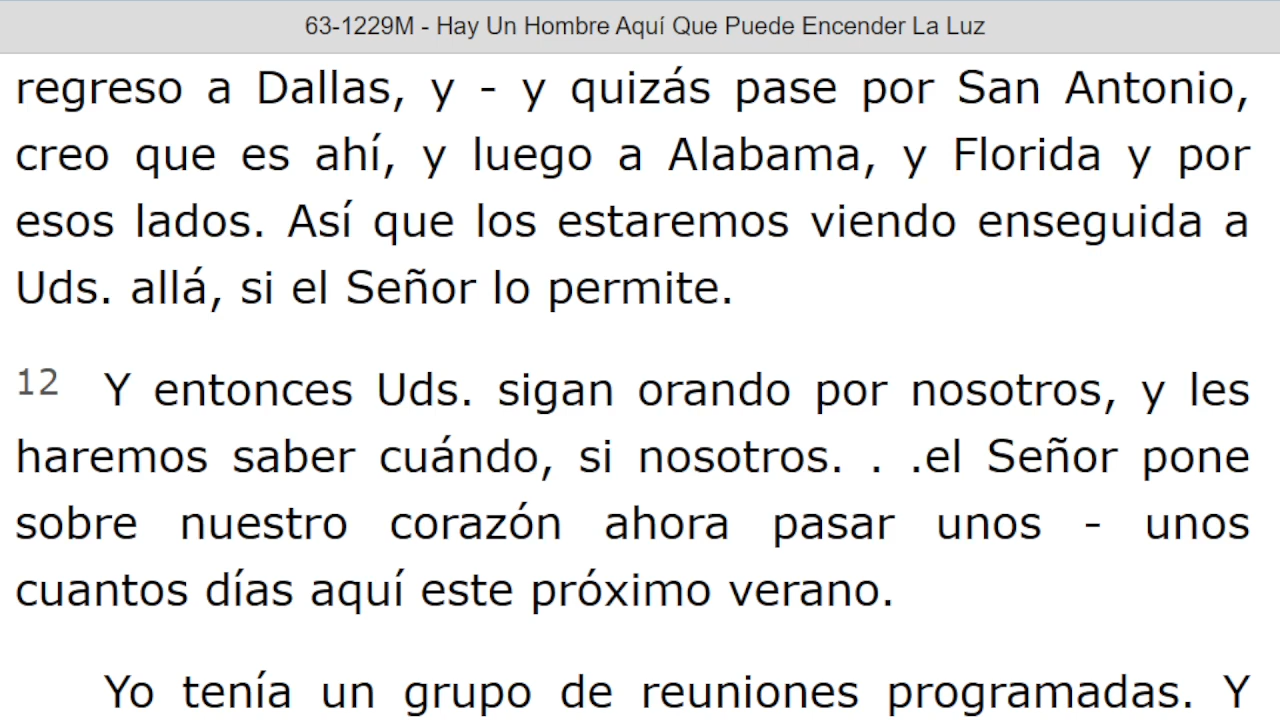 63-1229M - Hay Un Hombre Aquí Que Puede Encender La Luz
regreso a Dallas, y - y quizás pase por San Antonio,
creo que es ahí, y luego a Alabama, y Florida y por
esos lados. Así que los estaremos viendo enseguida a
Uds. allá, si el Señor lo permite.
12 Y entonces Uds. sigan orando por nosotros, y les
haremos saber cuándo, si nosotros. . .el Señor pone
sobre nuestro corazón ahora pasar unos - unos
cuantos días aquí este próximo verano.
Yo tenía un grupo de reuniones programadas. Y